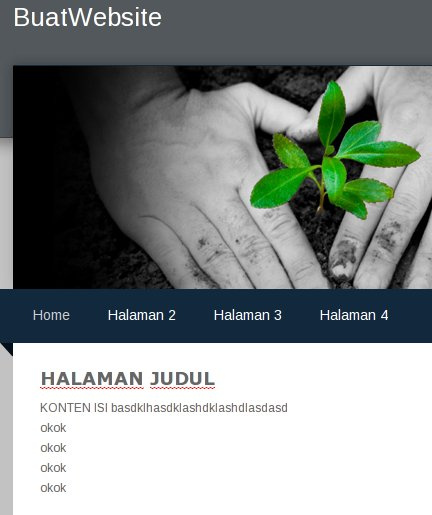 BuatWebsite
Home Halaman 2 Halaman 3 Halaman 4
HALAMAN JUDUL
KONTEN ISI basdklhasdklashdklashdlasdasd
okok
okok
okok
okok